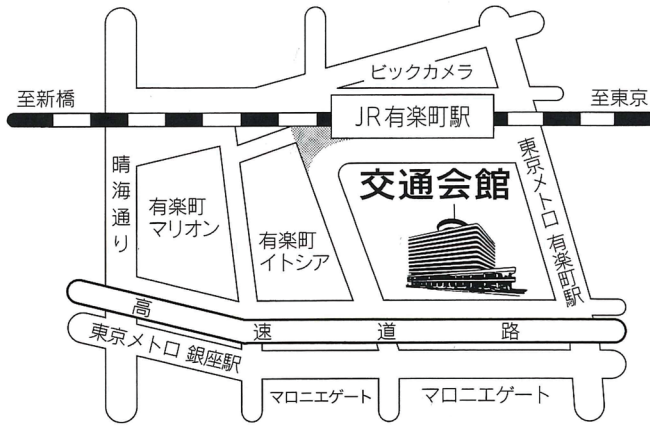 ビックカメラ
至新橋
至東京
JR有楽町駅
晴海通り
有楽町
マリオン
有楽町
イトシア
交通会館
東京メトロ 有楽町駅
高速道路
東京メトロ 銀座駅
マロニエゲート
マロニエゲート